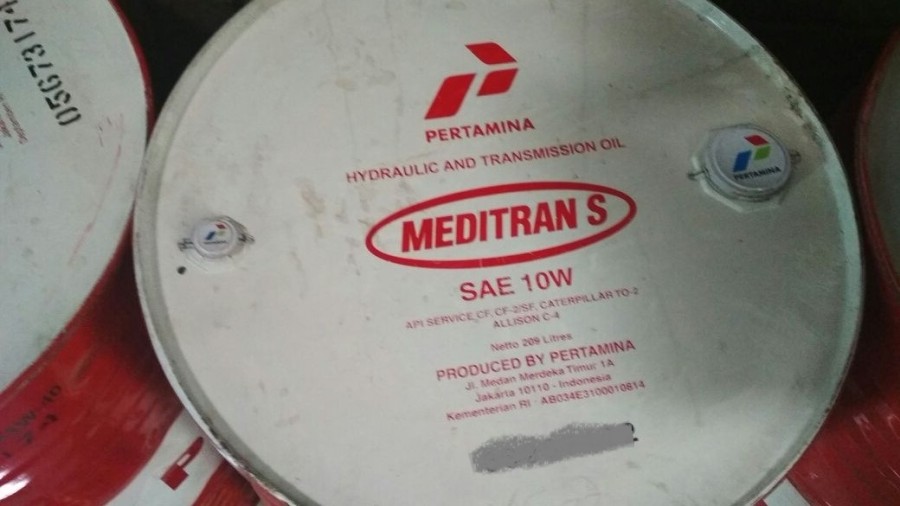 05673174
PERTAMINA
HYDRAULIC AND TRANSMISSION OIL
PERTAMINA
MEDITRAN S
SAE 10W
API SERVICE CF, CF-2/SF, CATERPILLAR TO-2
ALLISON C-4
Netto 209 Litres
PRODUCED BY PERTAMINA
Jl. Medan Merdeka Timur 1A
Jakarta 10110 - Indonesia
Kementerian RI : AB034E3100010814